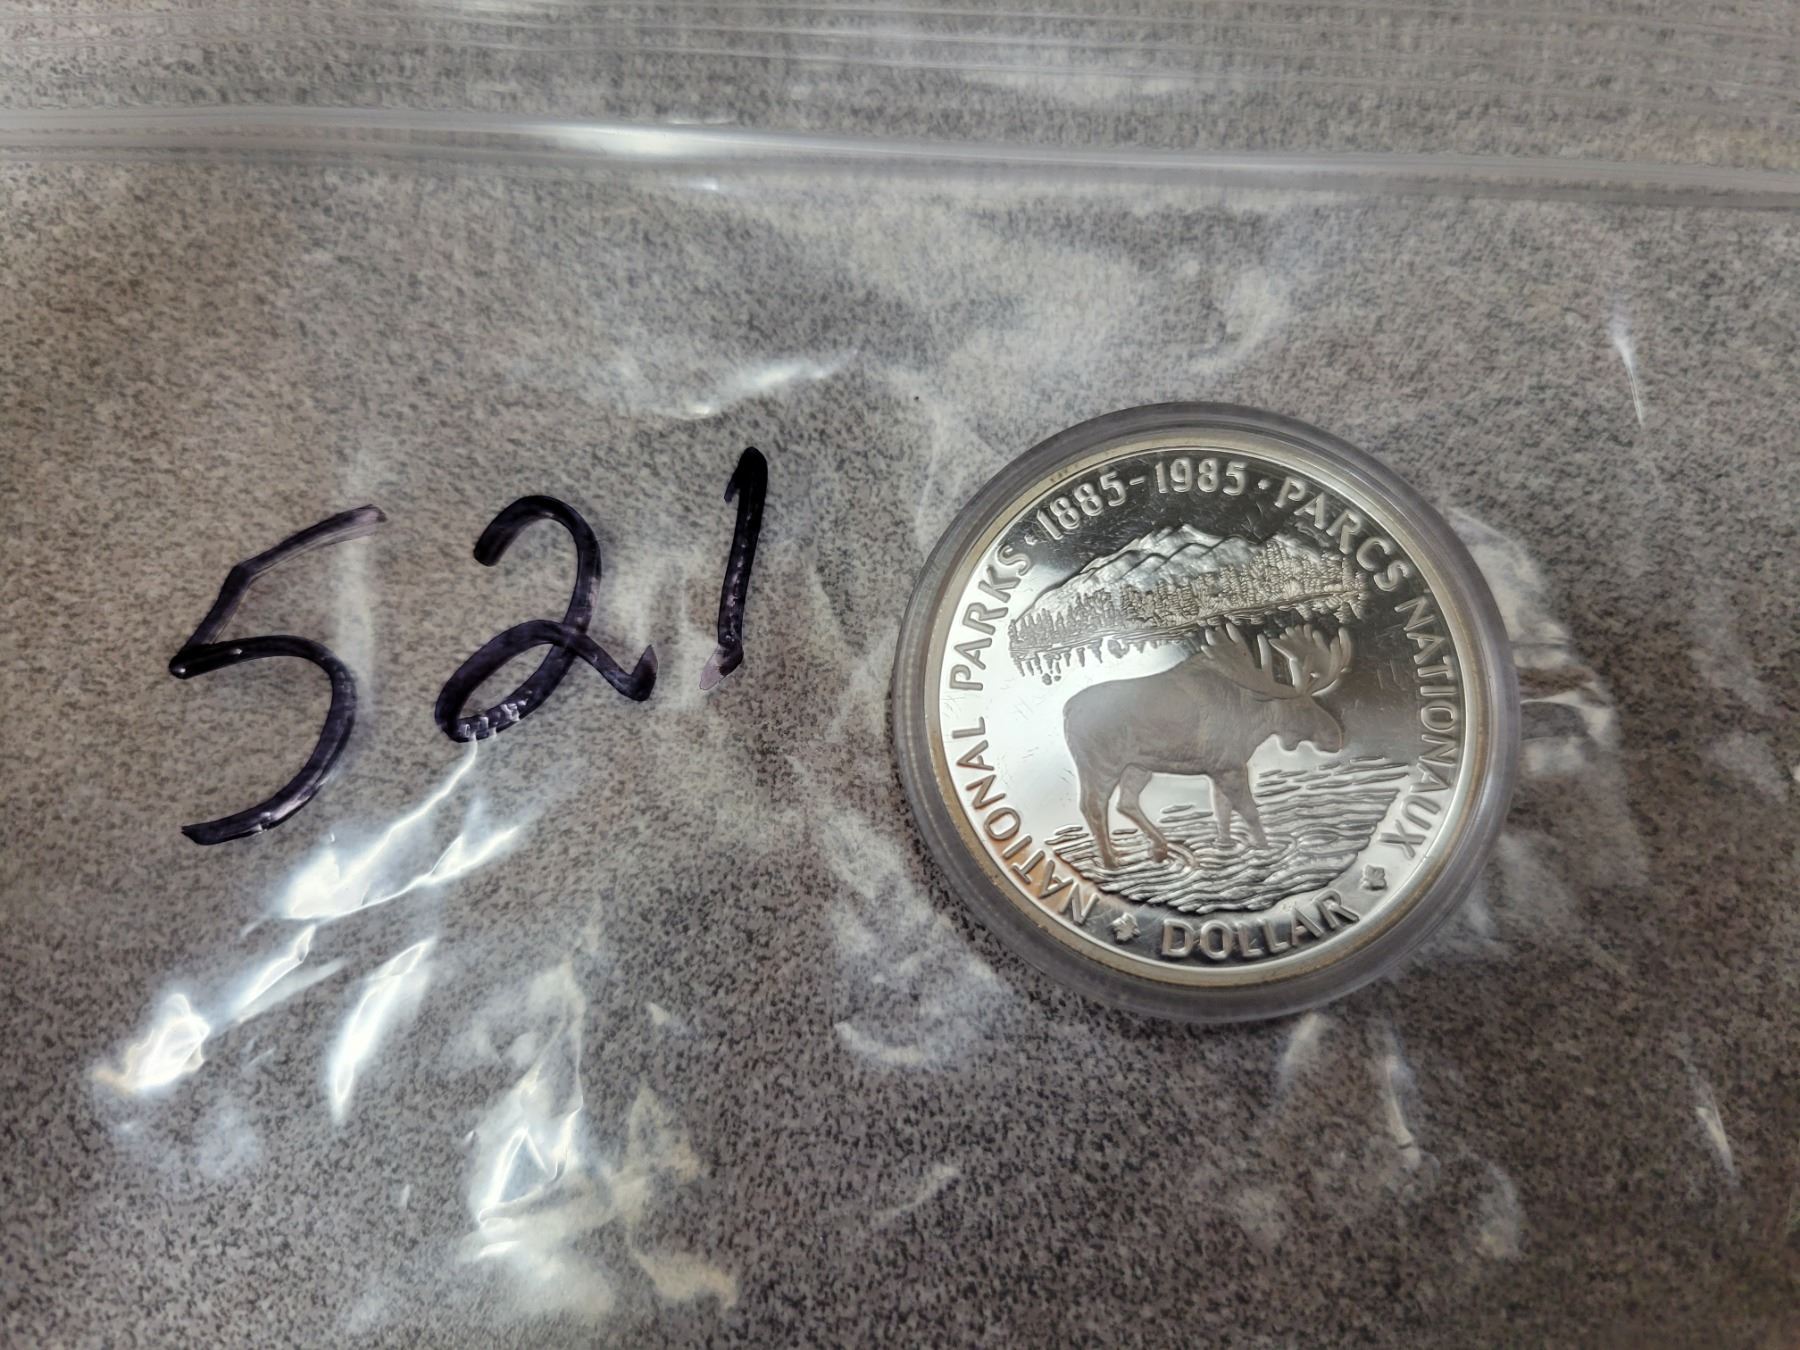 521
NATIONAL PARKS · 1885-1985 · PARCS NATIONAUX
DOLLAR